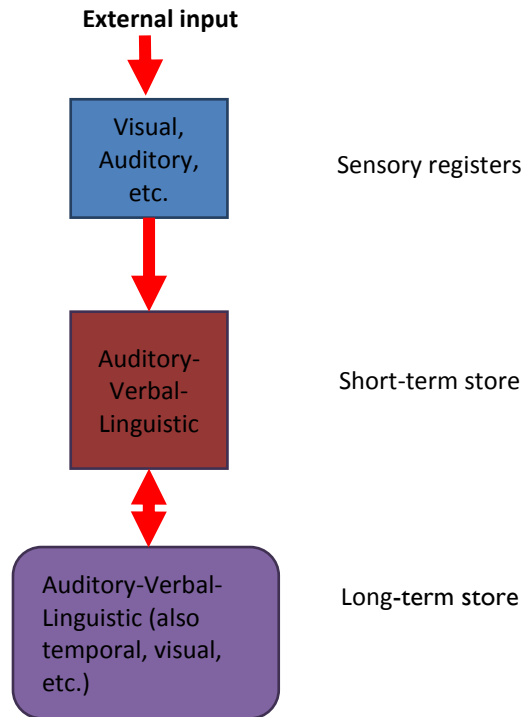 External input
Visual,
Auditory,
etc.
Sensory registers
Auditory-
Verbal-
Linguistic
Short-term store
Auditory-Verbal-
Linguistic (also
temporal, visual,
etc.)
Long-term store